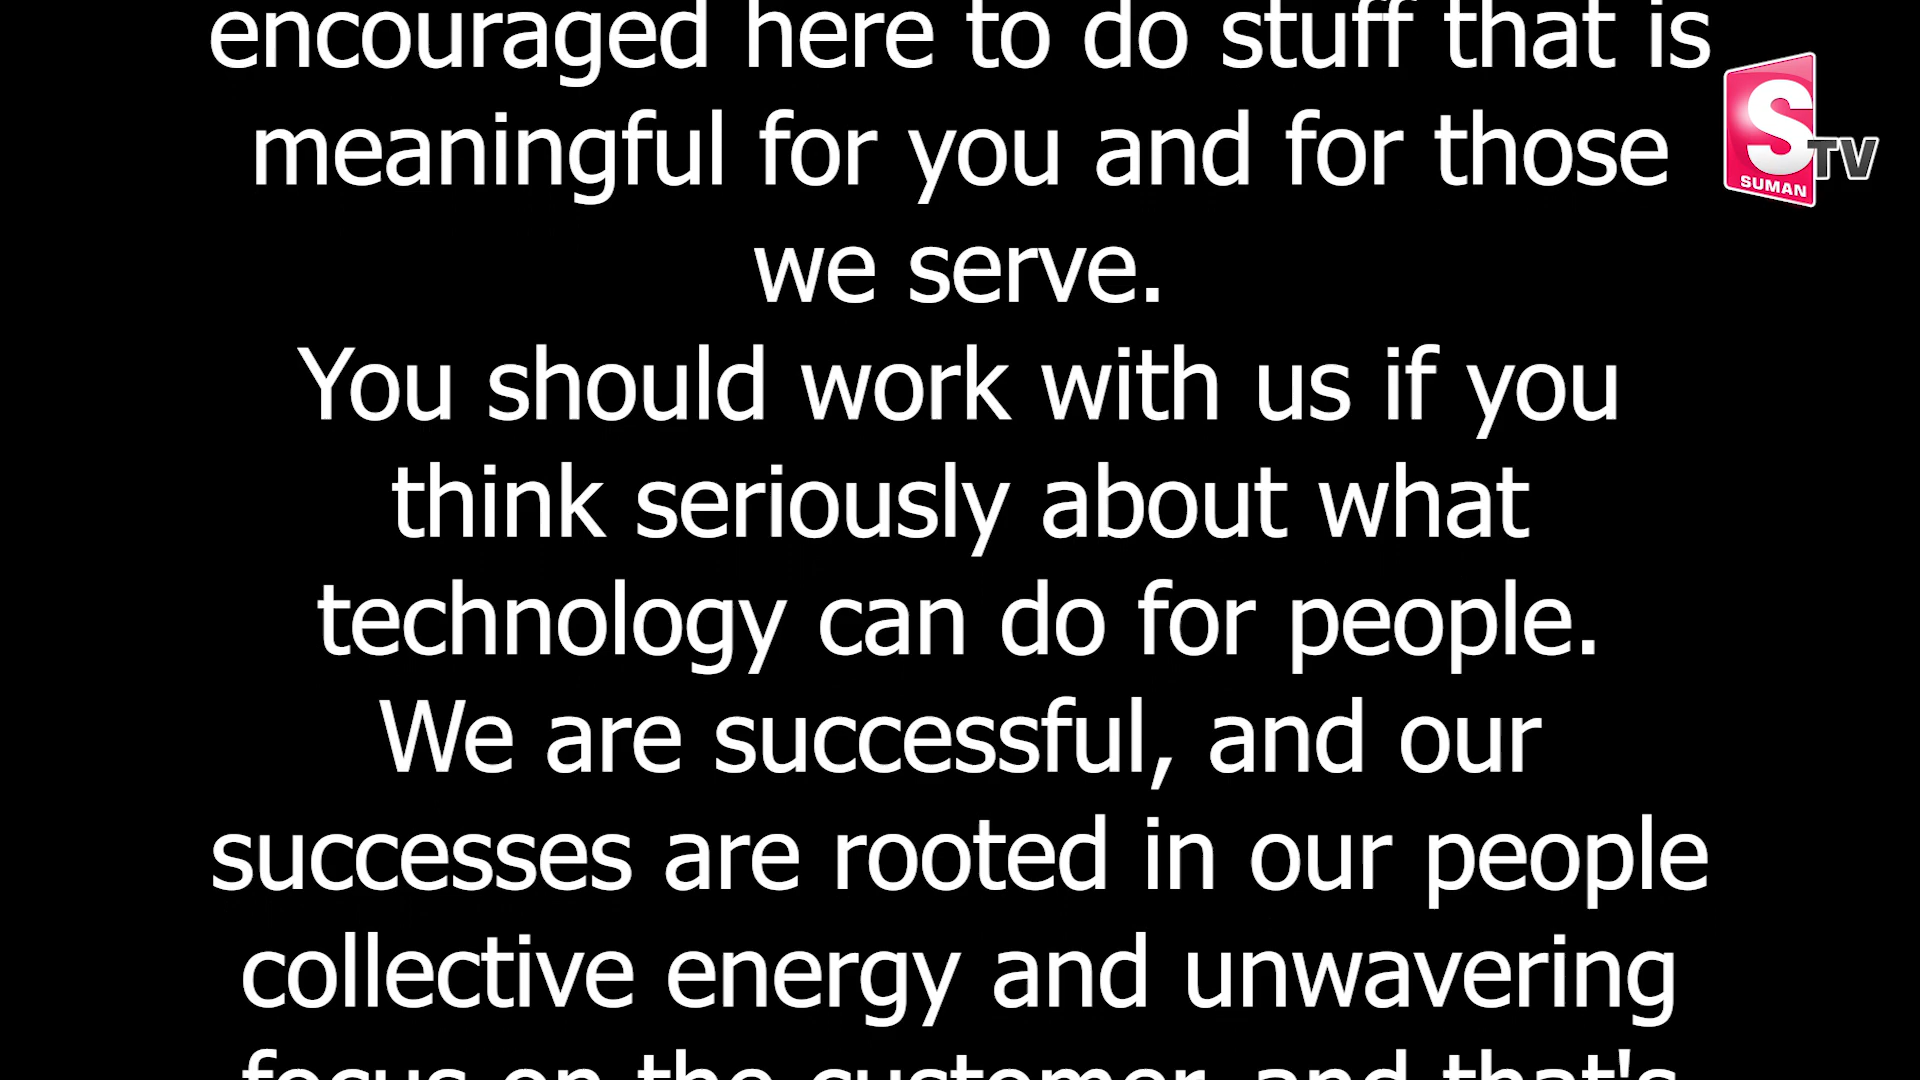 encouraged here to do stuff that is
meaningful for you and for those
we serve.
You should work with us if you
think seriously about what
technology can do for people.
We are successful, and our
successes are rooted in our people
collective energy and unwavering
focus on the customer, and that's
S TV
SUMAN